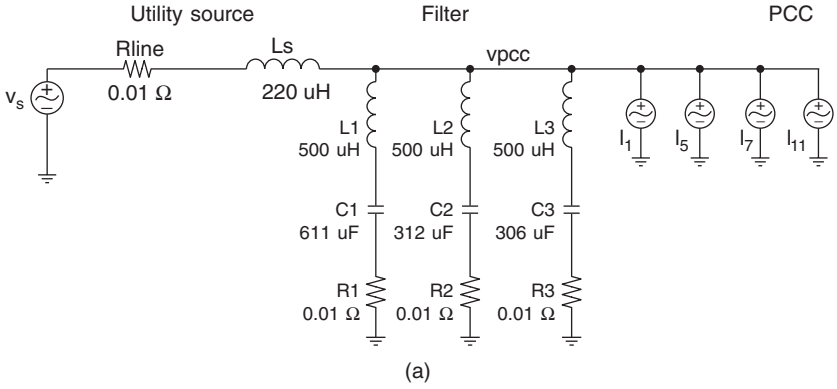 Utility source
Filter
PCC
Rline
Ls
vpcc
0.01 Ω
220 uH
vs
L1
500 uH
L2
500 uH
L3
500 uH
I1
I5
I7
I11
C1
611 uF
C2
312 uF
C3
306 uF
R1
0.01 Ω
R2
0.01 Ω
R3
0.01 Ω
(a)